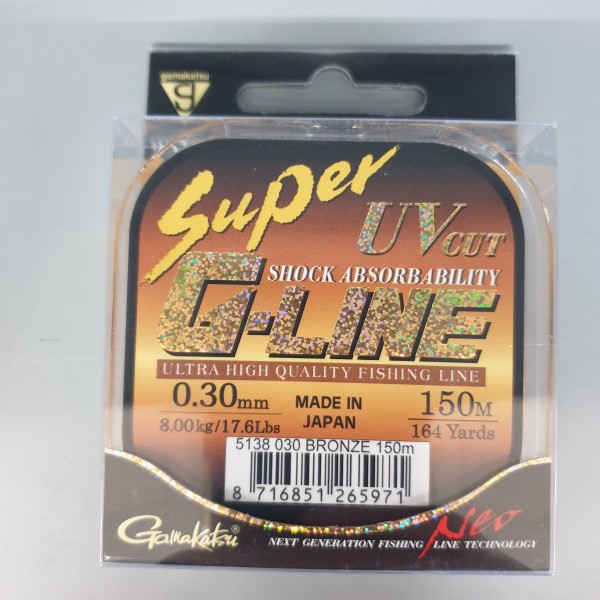 gamakatsu
G
Super
UV CUT
SHOCK ABSORBABILITY
G-LINE
ULTRA HIGH QUALITY FISHING LINE
0.30mm
8.00kg/17.6Lbs
MADE IN
JAPAN
150M
164 Yards
5138 030 BRONZE 150m
8 716851 265971
Gamakatsu®
Neo
NEXT GENERATION FISHING LINE TECHNOLOGY